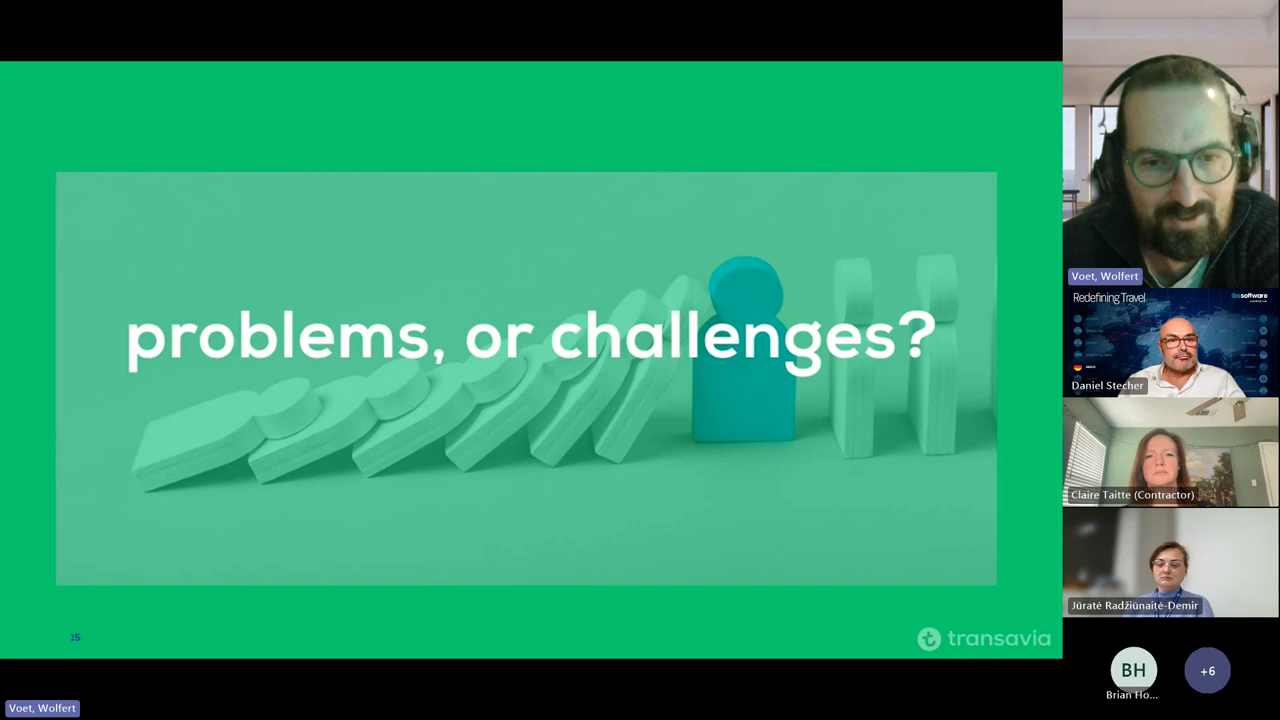 problems, or challenges?
15
transavia
Voet, Wolfert
Voet, Wolfert
Redefining Travel
ibssoftware
Daniel Stecher
Claire Taitte (Contractor)
Jūratė Radžiūnaitė-Demir
BH
Brian Ho...
+6